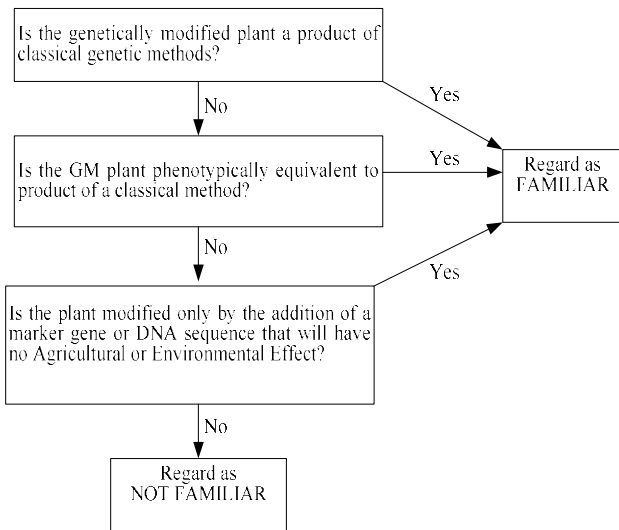 Is the genetically modified plant a product of
classical genetic methods?
Yes
No
Is the GM plant phenotypically equivalent to
product of a classical method?
Yes
Regard as
FAMILIAR
No
Yes
Is the plant modified only by the addition of a
marker gene or DNA sequence that will have
no Agricultural or Environmental Effect?
No
Regard as
NOT FAMILIAR